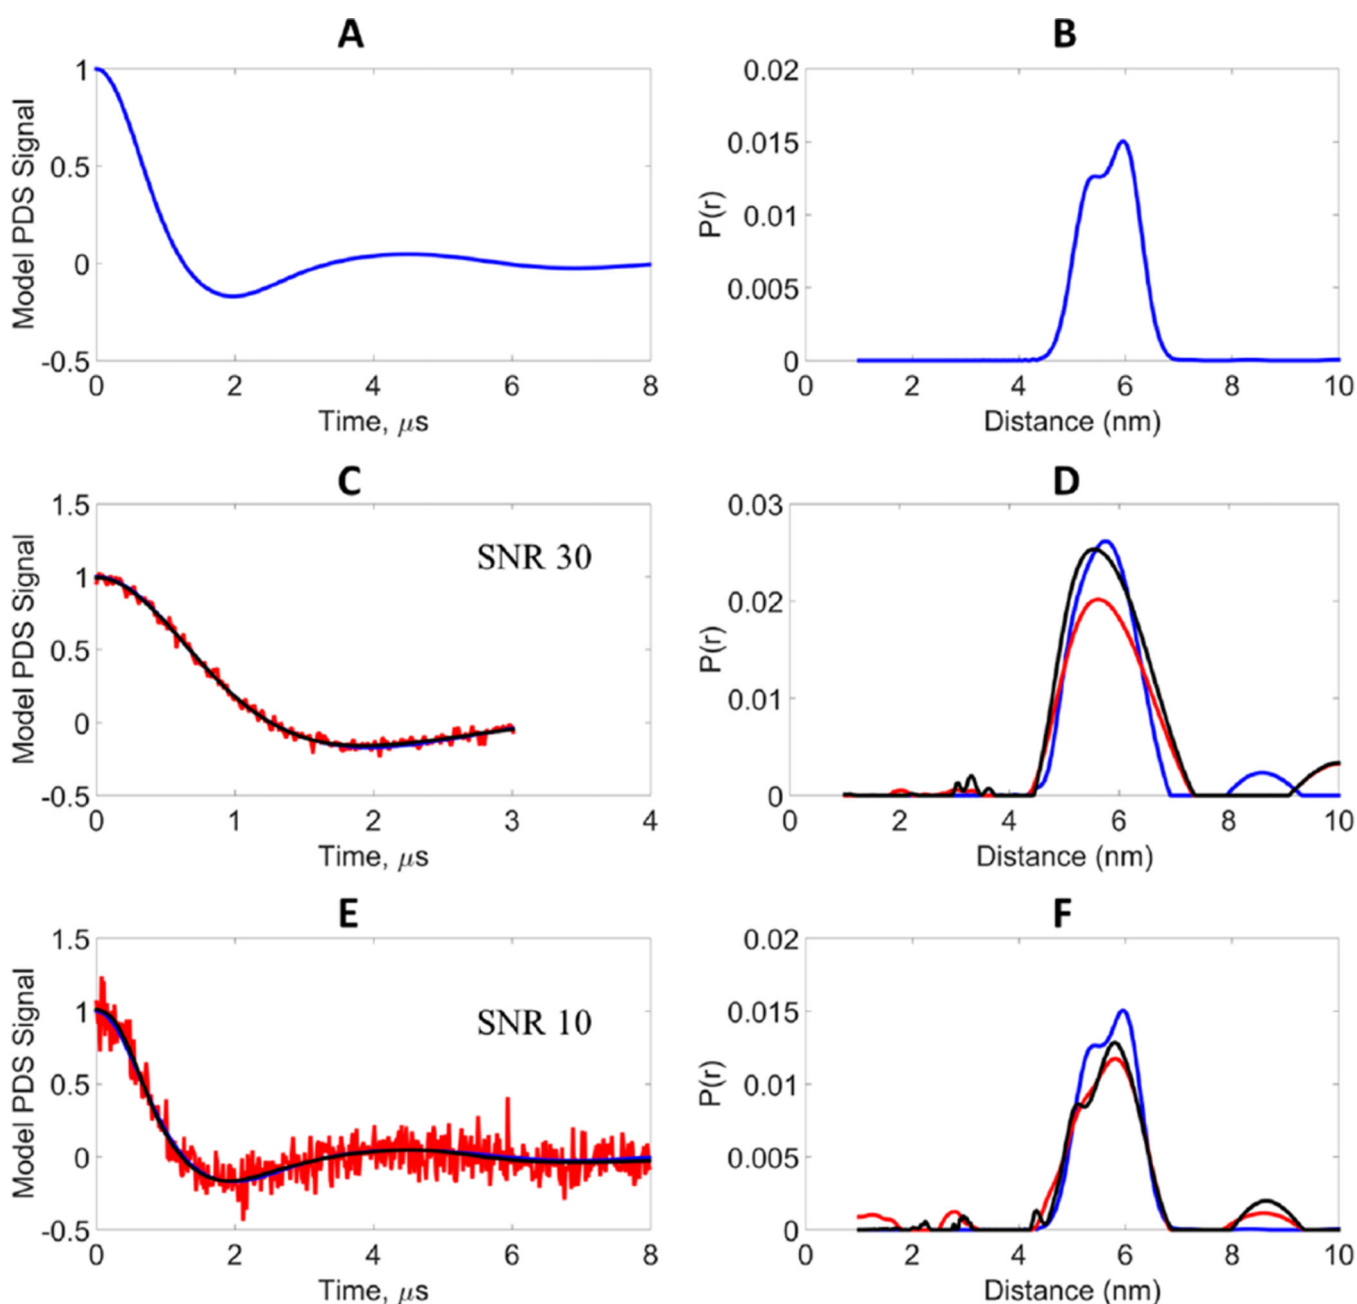 A
Model PDS Signal
1
0.5
0
-0.5
0 2 4 6 8
Time, μs
B
P(r)
0.02
0.015
0.01
0.005
0
0 2 4 6 8 10
Distance (nm)
C
Model PDS Signal
1.5
1
0.5
0
-0.5
SNR 30
0 1 2 3 4
Time, μs
D
P(r)
0.03
0.02
0.01
0
0 2 4 6 8 10
Distance (nm)
E
Model PDS Signal
1.5
1
0.5
0
-0.5
SNR 10
0 2 4 6 8
Time, μs
F
P(r)
0.02
0.015
0.01
0.005
0
0 2 4 6 8 10
Distance (nm)